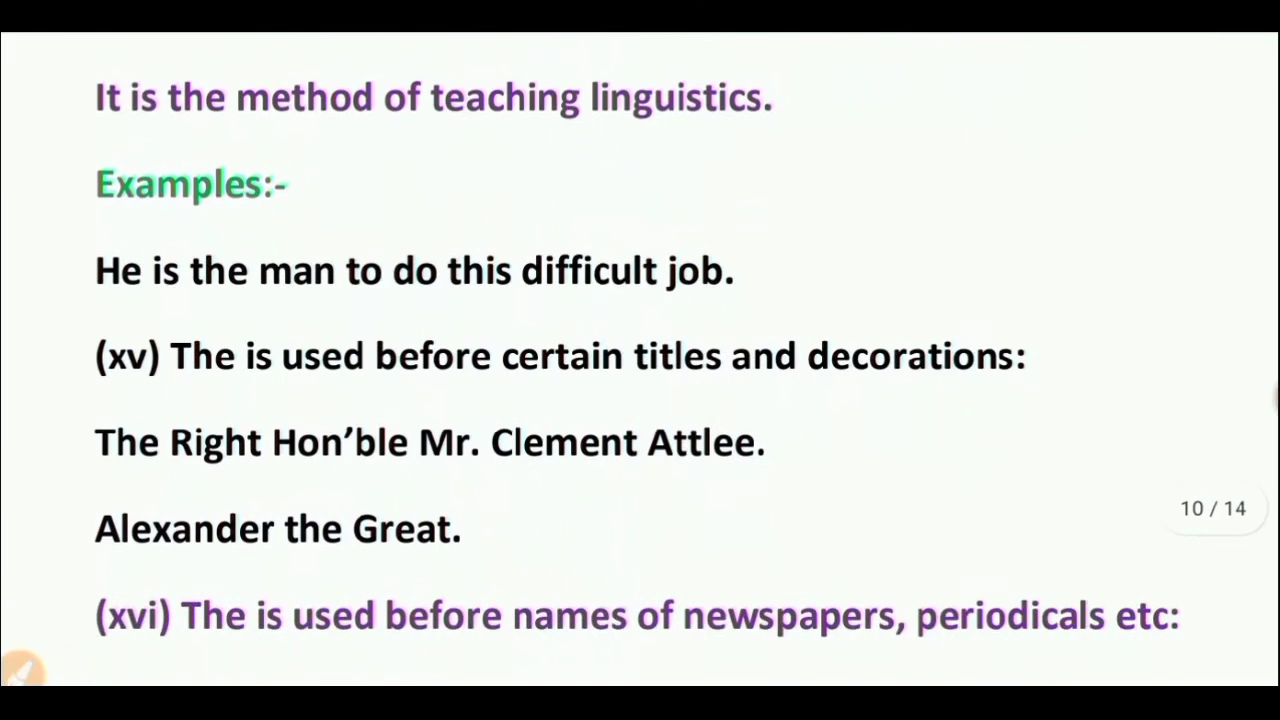 It is the method of teaching linguistics.
Examples:-
He is the man to do this difficult job.
(xv) The is used before certain titles and decorations:
The Right Hon’ble Mr. Clement Attlee.
Alexander the Great.
10 / 14
(xvi) The is used before names of newspapers, periodicals etc: